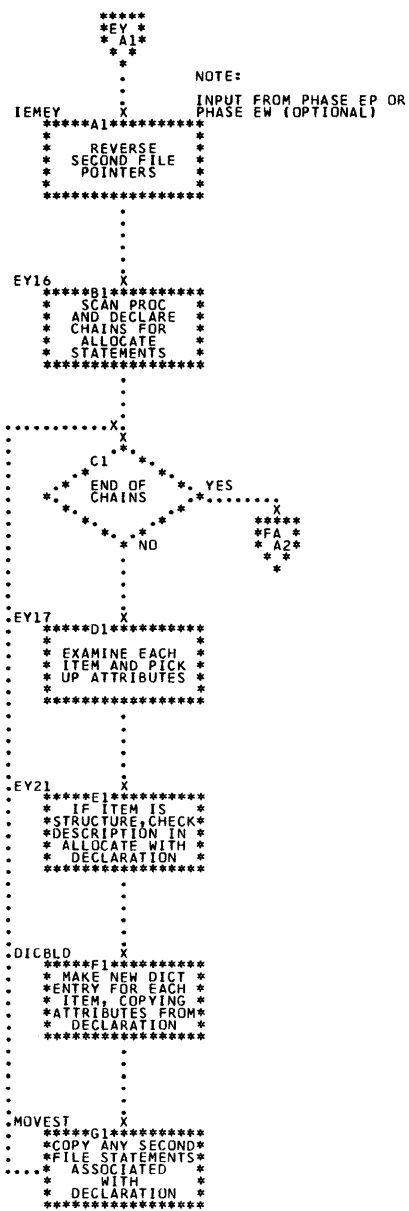 EY
A1
NOTE:
INPUT FROM PHASE EP OR
PHASE EW (OPTIONAL)
IEMEY
A1
REVERSE
SECOND FILE
POINTERS
EY16
B1
SCAN PROC
AND DECLARE
CHAINS FOR
ALLOCATE
STATEMENTS
C1
END OF
CHAINS
YES
NO
FA
A2
EY17
D1
EXAMINE EACH
ITEM AND PICK
UP ATTRIBUTES
EY21
E1
IF ITEM IS
STRUCTURE,CHECK
DESCRIPTION IN
ALLOCATE WITH
DECLARATION
DICBLD
F1
MAKE NEW DICT
ENTRY FOR EACH
ITEM, COPYING
ATTRIBUTES FROM
DECLARATION
MOVEST
G1
COPY ANY SECOND
FILE STATEMENTS
ASSOCIATED
WITH
DECLARATION